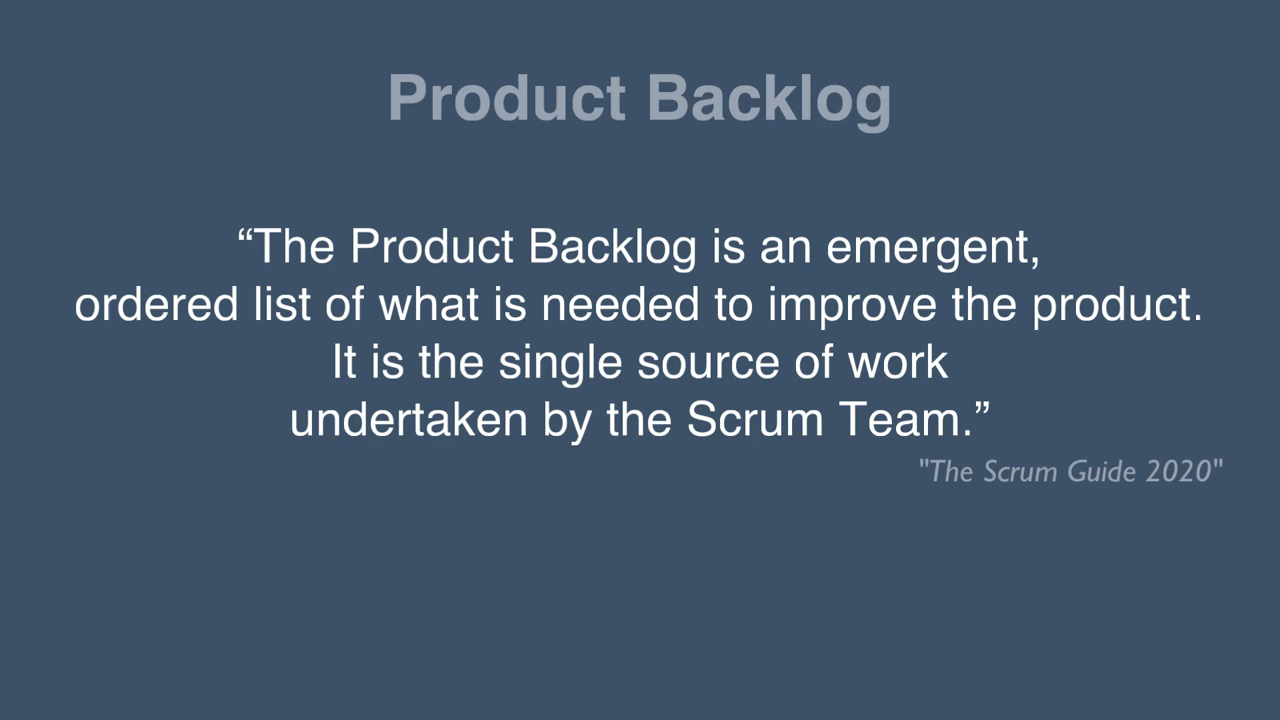 Product Backlog
“The Product Backlog is an emergent,
ordered list of what is needed to improve the product.
It is the single source of work
undertaken by the Scrum Team.”
"The Scrum Guide 2020"